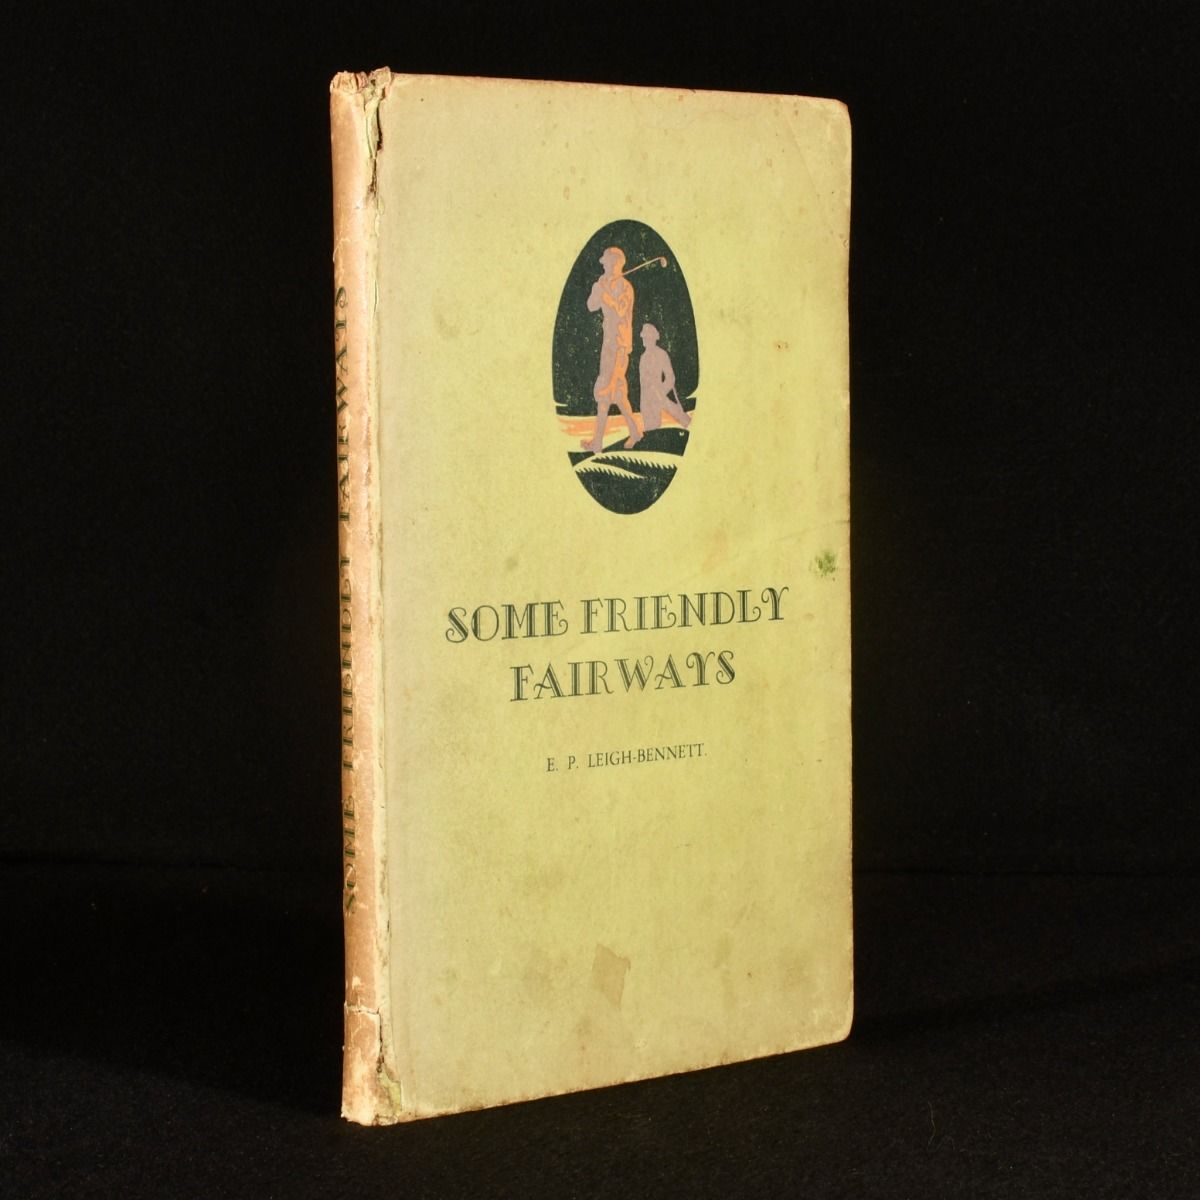 SOME FRIENDLY
FAIRWAYS
E. P. LEIGH-BENNETT.
SOME FRIENDLY FAIRWAYS